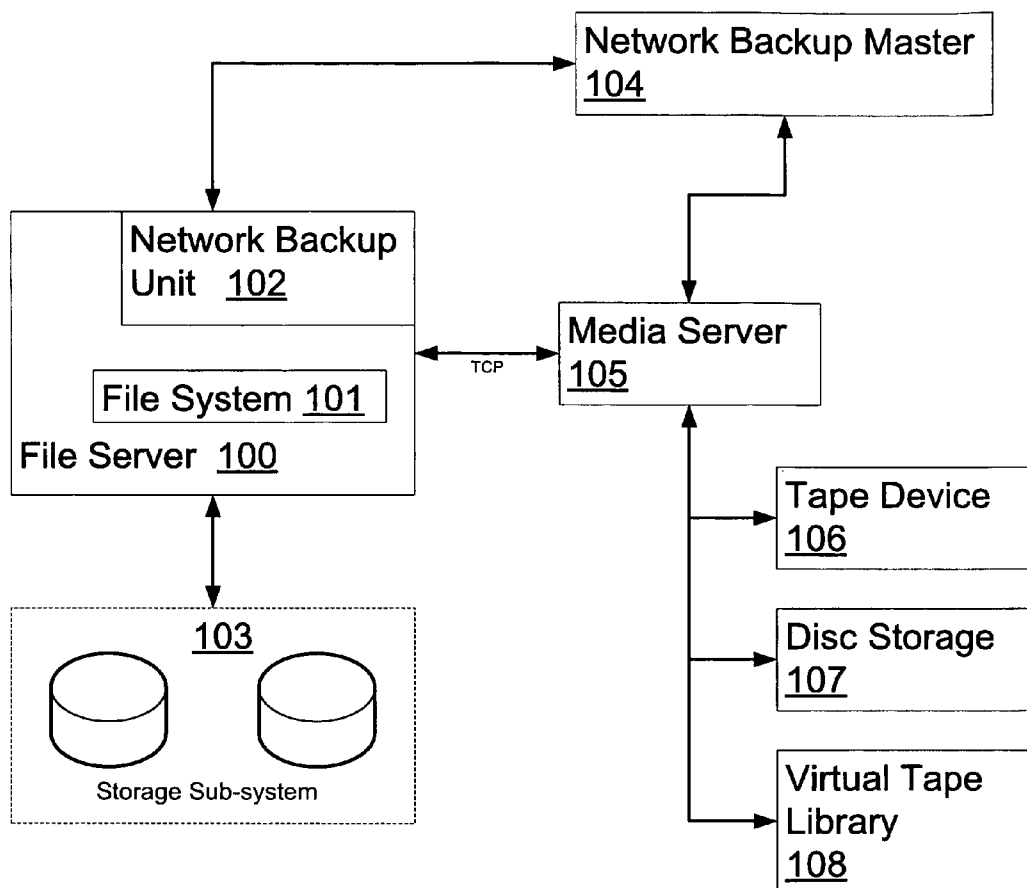 Network Backup Master
104
Network Backup
Unit 102
Media Server
105
TCP
File System 101
File Server 100
Tape Device
106
103
Disc Storage
107
Storage Sub-system
Virtual Tape
Library
108